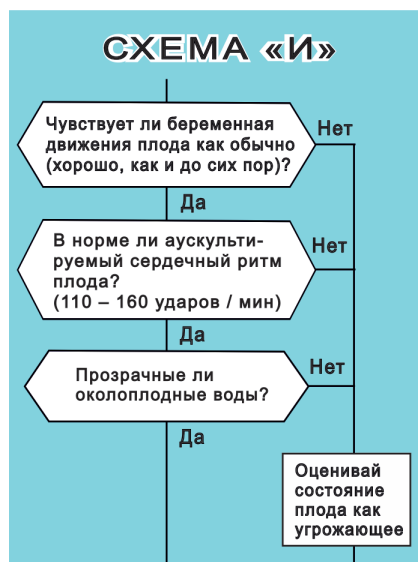 СХЕМА «И»
Чувствует ли беременная
движения плода как обычно
(хорошо, как и до сих пор)?
Нет
Да
В норме ли аускульти-
руемый сердечный ритм
плода?
(110 – 160 ударов / мин)
Нет
Да
Прозрачные ли
околоплодные воды?
Нет
Да
Оценивай
состояние
плода как
угрожающее